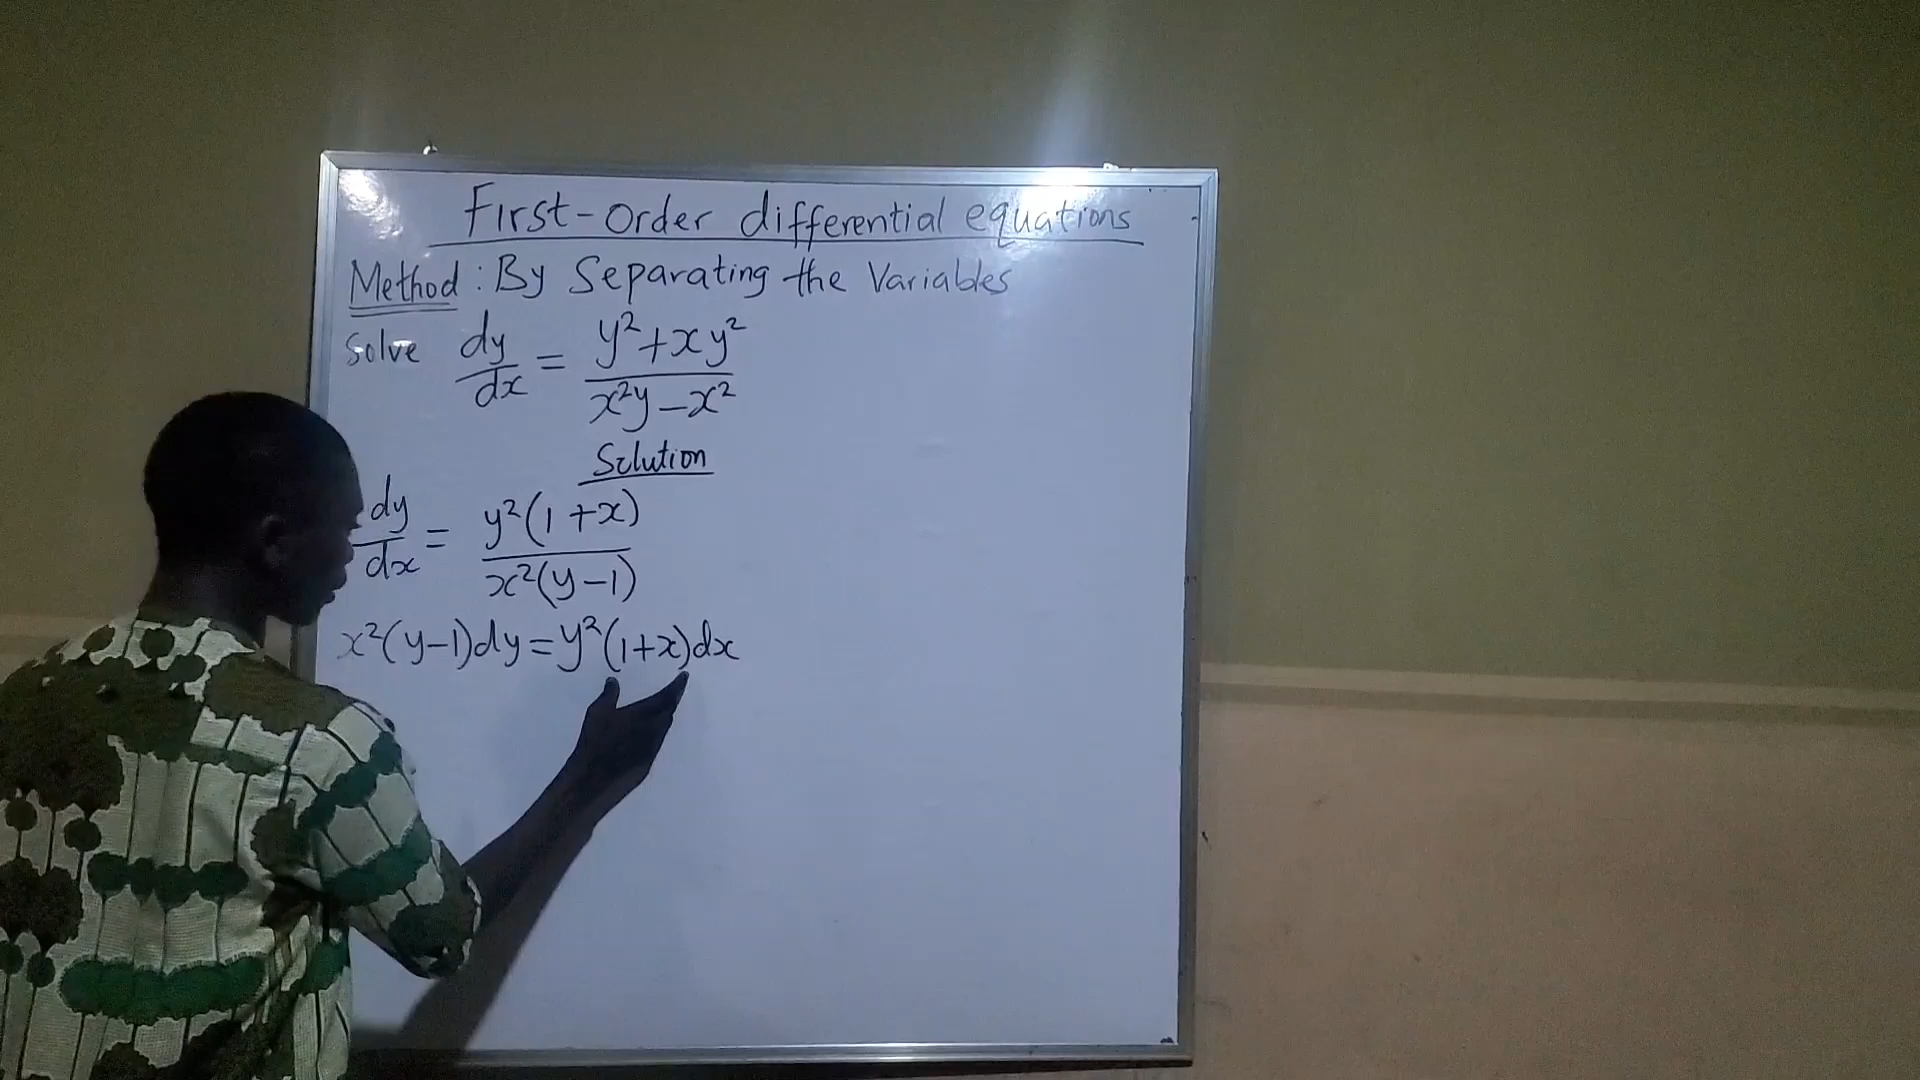 First-Order differential equations
Method: By Separating the Variables
Solve dy/dx = (y²+xy²)/(x²y-x²)
Solution
dy/dx = y²(1+x)/x²(y-1)
x²(y-1)dy=y²(1+x)dx